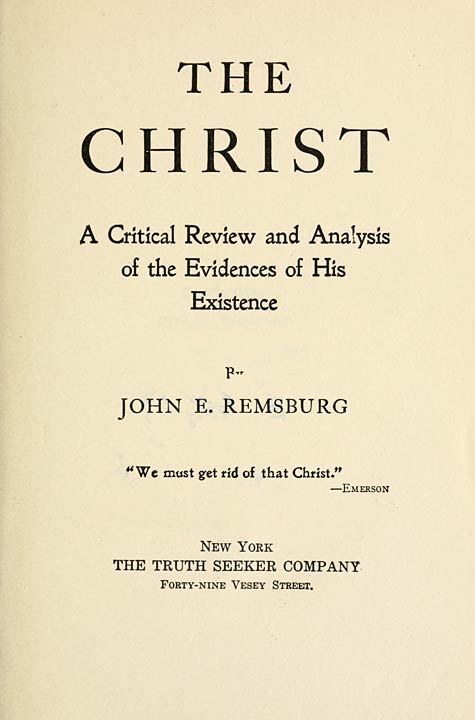 THE
CHRIST
A Critical Review and Analysis
of the Evidences of His
Existence
JOHN E. REMSBURG
"We must get rid of that Christ."
—EMERSON
NEW YORK
THE TRUTH SEEKER COMPANY
FORTY-NINE VESEY STREET.